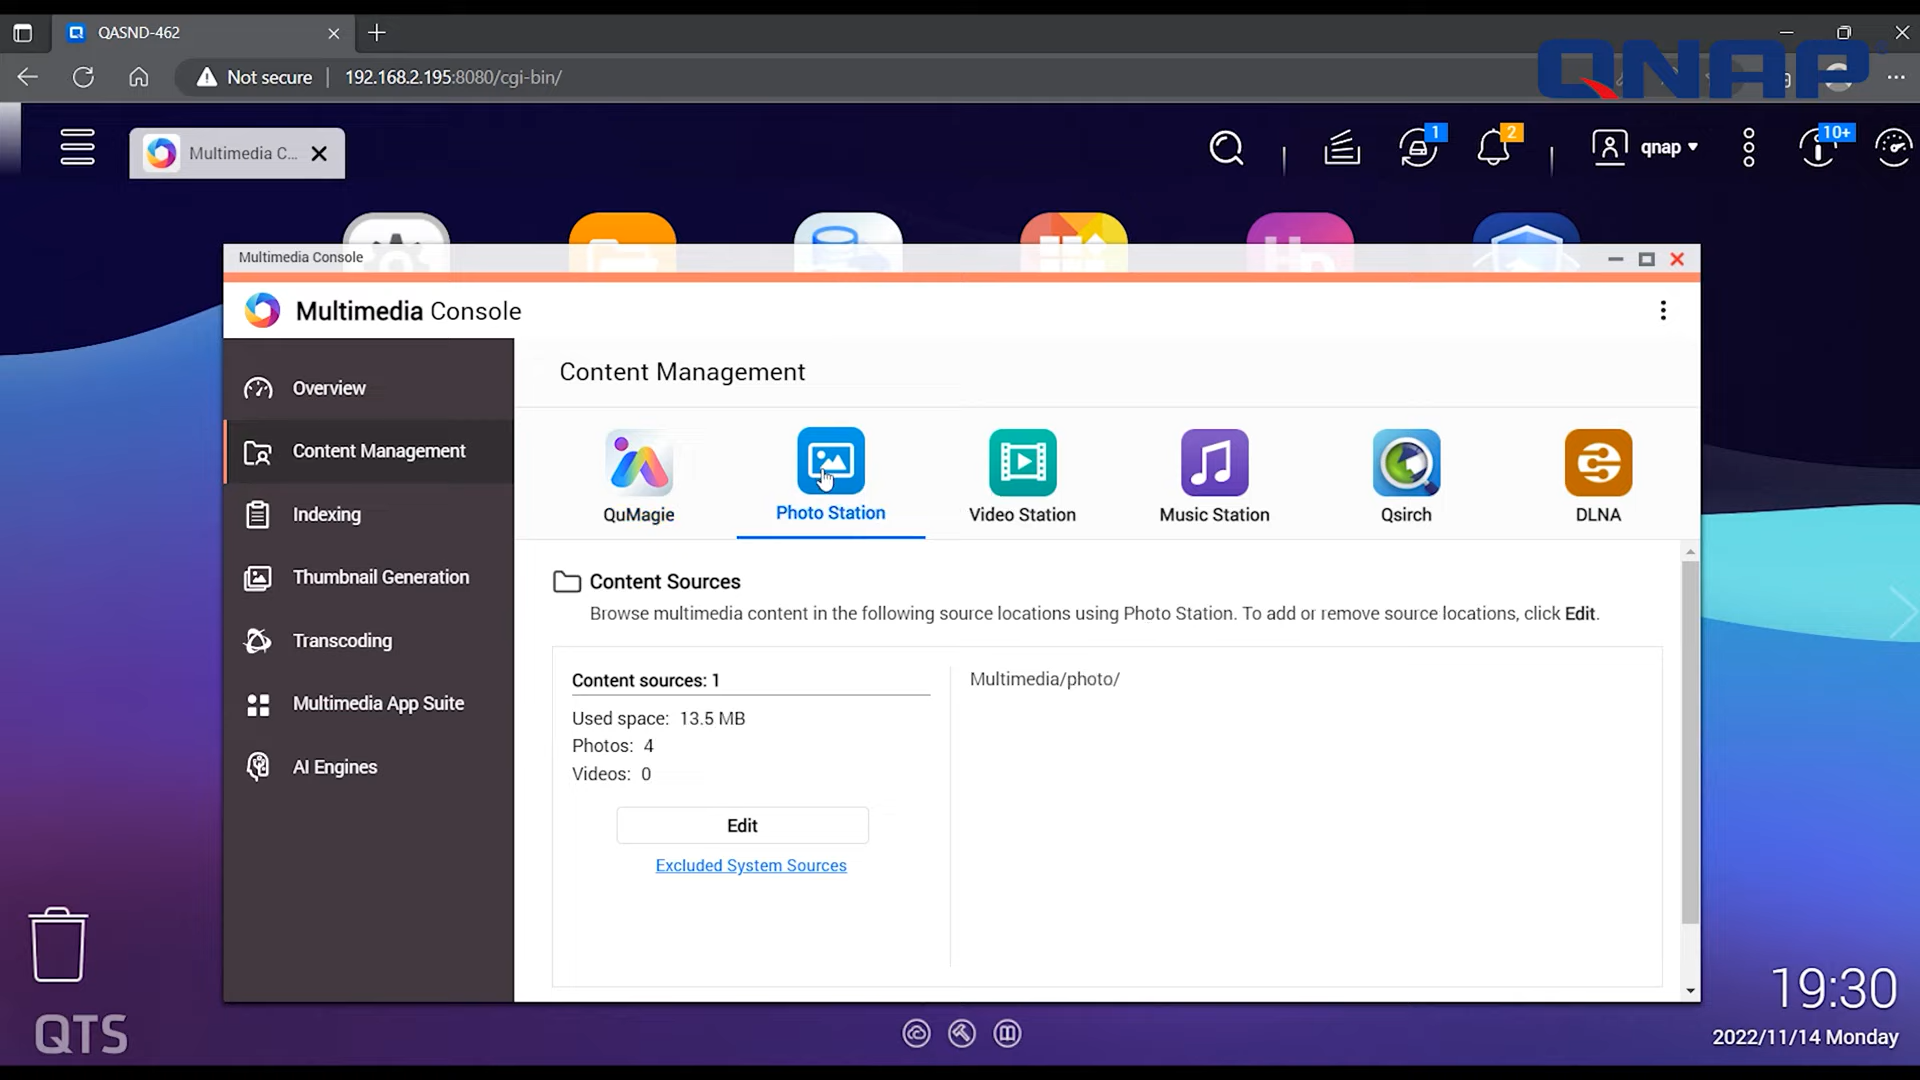 QASND-462
Not secure
192.168.2.195:8080/cgi-bin/
QNAP
Multimedia C...
1
2
qnap
10+
Multimedia Console
Multimedia Console
Overview
Content Management
Indexing
Thumbnail Generation
Transcoding
Multimedia App Suite
AI Engines
Content Management
QuMagie
Photo Station
Video Station
Music Station
Qsirch
DLNA
Content Sources
Browse multimedia content in the following source locations using Photo Station. To add or remove source locations, click Edit.
Content sources: 1
Used space: 13.5 MB
Photos: 4
Videos: 0
Edit
Excluded System Sources
Multimedia/photo/
QTS
19:30
2022/11/14 Monday